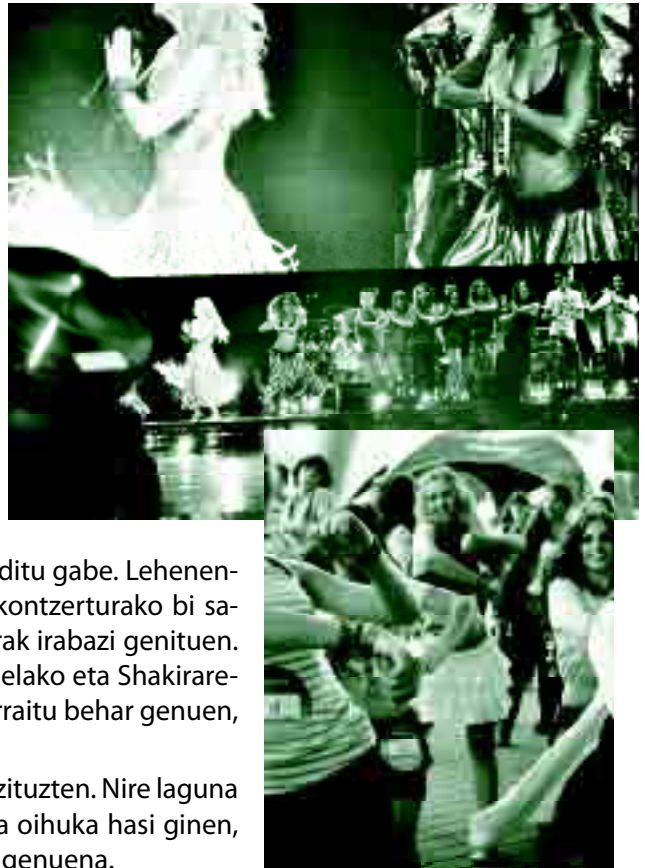 ditu gabe. Lehenen-
kontzerturako bi sa-
rak irabazi genituen.
elako eta Shakirare-
rraitu behar genuen,
zituzten. Nire laguna
a oihuka hasi ginen,
genuena.